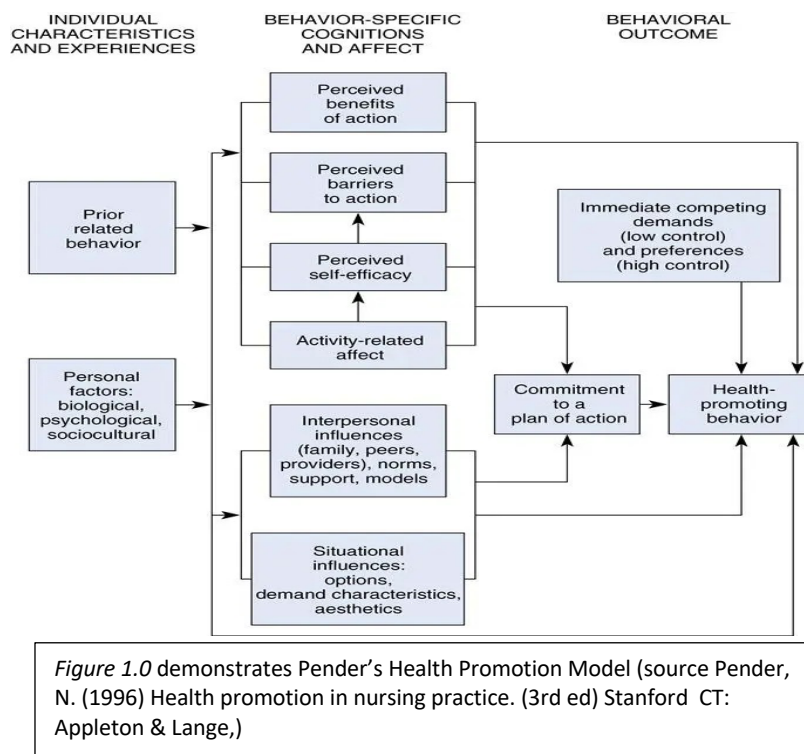 INDIVIDUAL
CHARACTERISTICS
AND EXPERIENCES
BEHAVIOR-SPECIFIC
COGNITIONS
AND AFFECT
BEHAVIORAL
OUTCOME
Perceived
benefits
of action
Perceived
barriers
to action
Perceived
self-efficacy
Activity-related
affect
Prior
related
behavior
Personal
factors:
biological,
psychological,
sociocultural
Interpersonal
influences
(family, peers,
providers), norms,
support, models
Situational
influences:
options,
demand characteristics,
aesthetics
Immediate competing
demands
(low control)
and preferences
(high control)
Commitment
to a
plan of action
Health-
promoting
behavior
Figure 1.0 demonstrates Pender’s Health Promotion Model (source Pender,
N. (1996) Health promotion in nursing practice. (3rd ed) Stanford CT:
Appleton & Lange,)